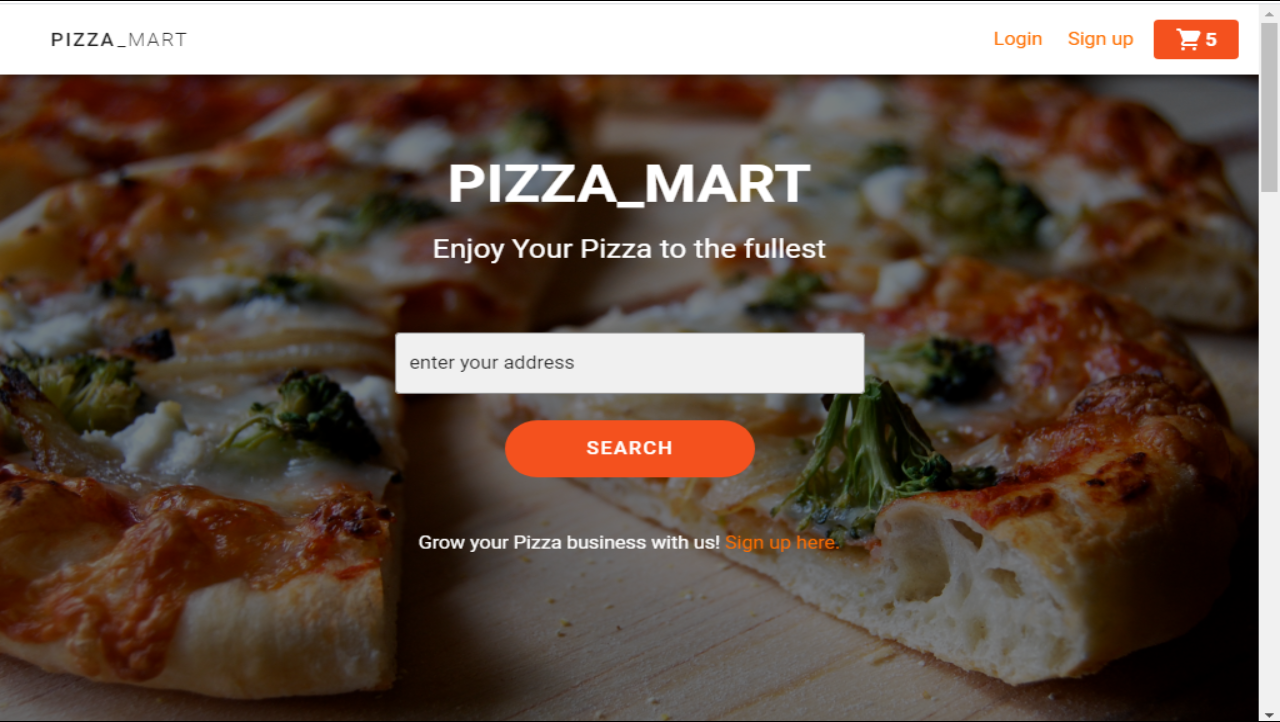 PIZZA_MART
Login
Sign up
5
PIZZA_MART
Enjoy Your Pizza to the fullest
enter your address
SEARCH
Grow your Pizza business with us! Sign up here.